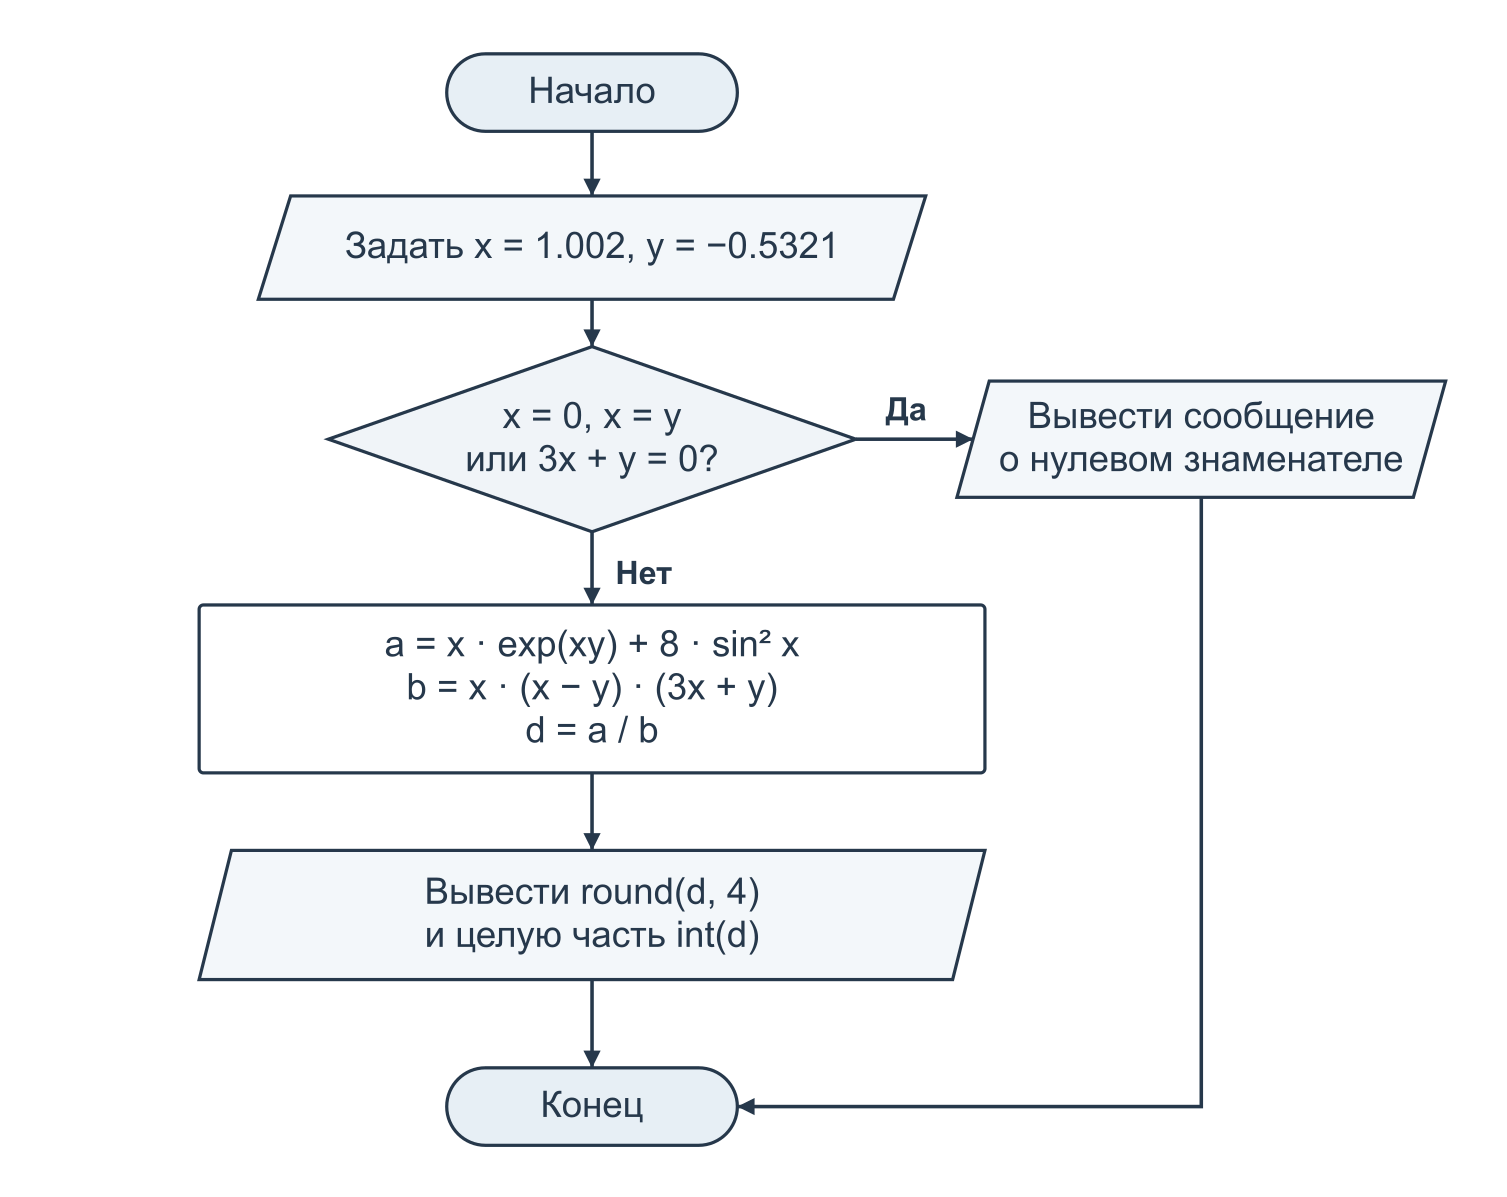 Начало
Задать x = 1.002, y = −0.5321
x = 0, x = y
или 3x + y = 0?
Да
Вывести сообщение
о нулевом знаменателе
Нет
a = x · exp(xy) + 8 · sin² x
b = x · (x − y) · (3x + y)
d = a / b
Вывести round(d, 4)
и целую часть int(d)
Конец